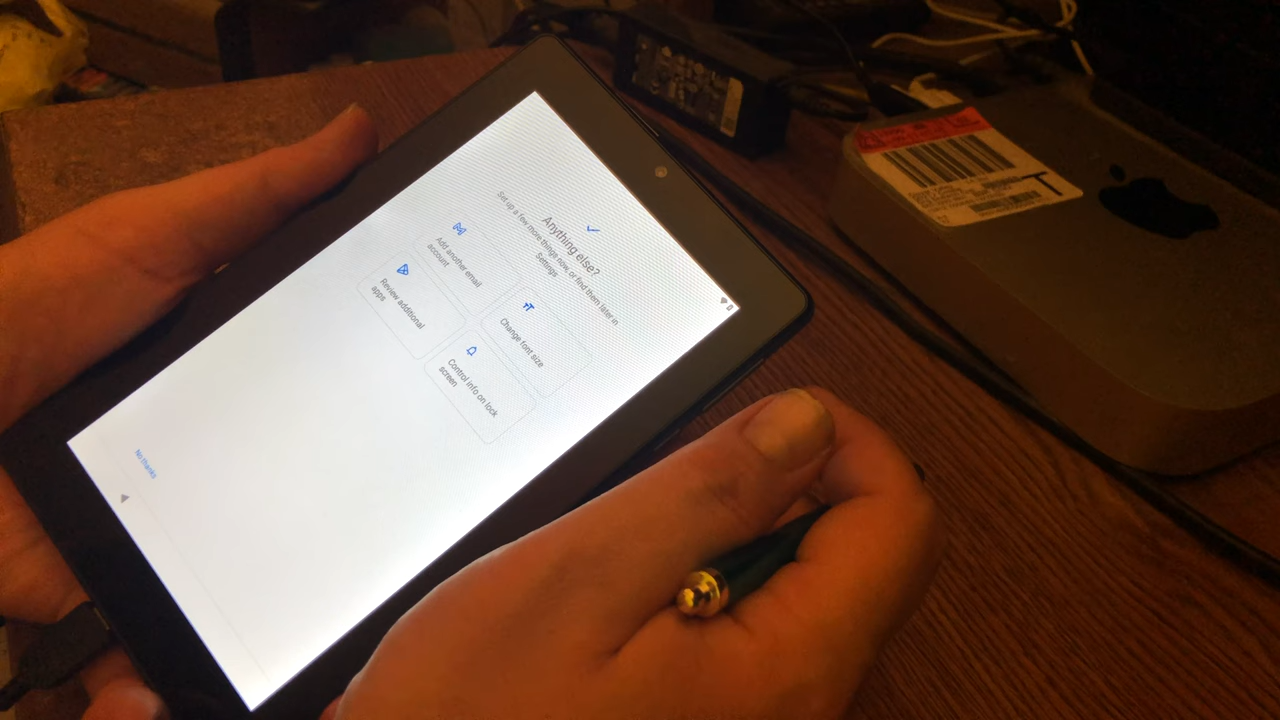 Anything else?
Set up a few more things now, or find them later in
Settings
Add another email
account
Change font size
Review additional
apps
Control info on lock
screen
No thanks
T